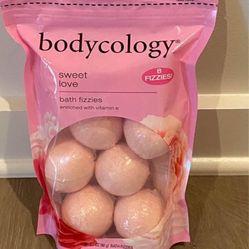 bodycology
8
FIZZIES!
sweet
love
bath fizzies
enriched with vitamin e